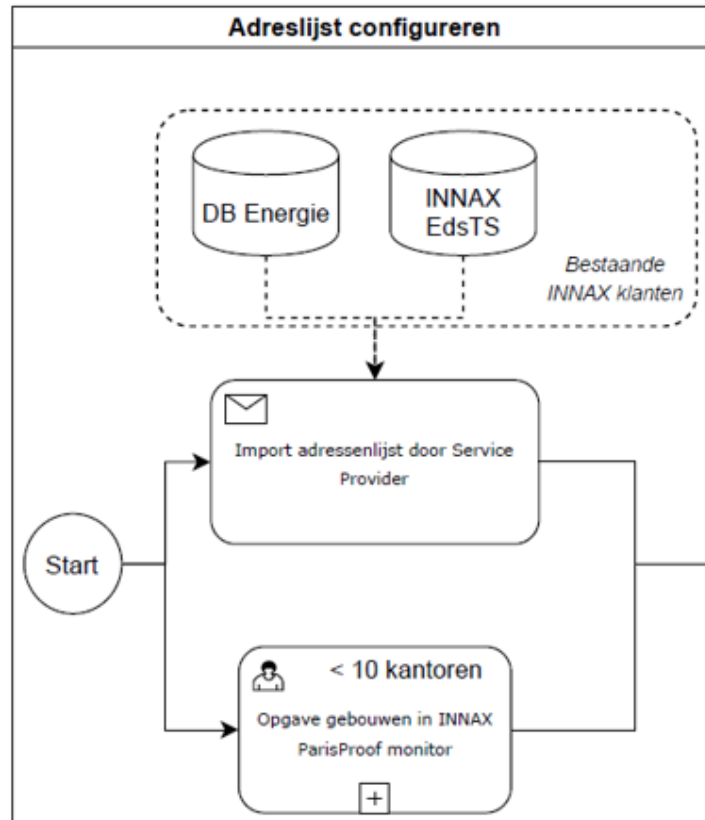 Adreslijst configureren
DB Energie
INNAX
EdsTS
Bestaande
INNAX klanten
Import adressenlijst door Service
Provider
Start
< 10 kantoren
Opgave gebouwen in INNAX
ParisProof monitor